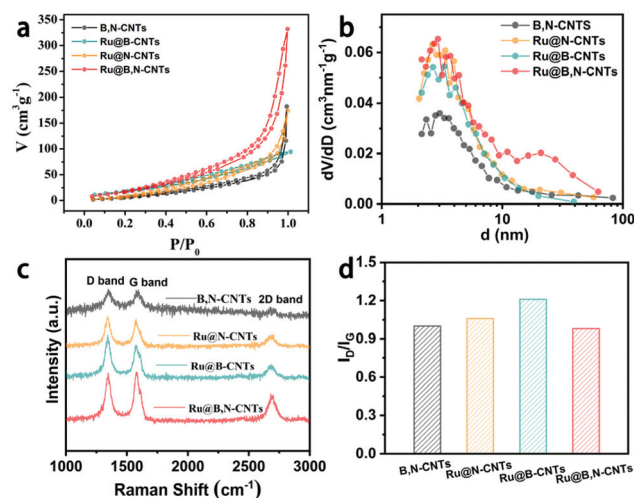 a
V (cm³g⁻¹)
350
300
250
200
150
100
50
0
0.0 0.2 0.4 0.6 0.8 1.0
P/P₀
B,N-CNTs
Ru@B-CNTs
Ru@N-CNTs
Ru@B,N-CNTs
b
dV/dD (cm³nm⁻¹g⁻¹)
0.06
0.04
0.02
0.00
1 10 100
d (nm)
B,N-CNTS
Ru@N-CNTs
Ru@B-CNTs
Ru@B,N-CNTs
c
Intensity (a.u.)
D band G band
2D band
B,N-CNTs
Ru@N-CNTs
Ru@B-CNTs
Ru@B,N-CNTs
1000 1500 2000 2500 3000
Raman Shift (cm⁻¹)
d
I_D/I_G
1.5
1.2
0.9
0.6
0.3
0.0
B,N-CNTs Ru@N-CNTs Ru@B-CNTs Ru@B,N-CNTs